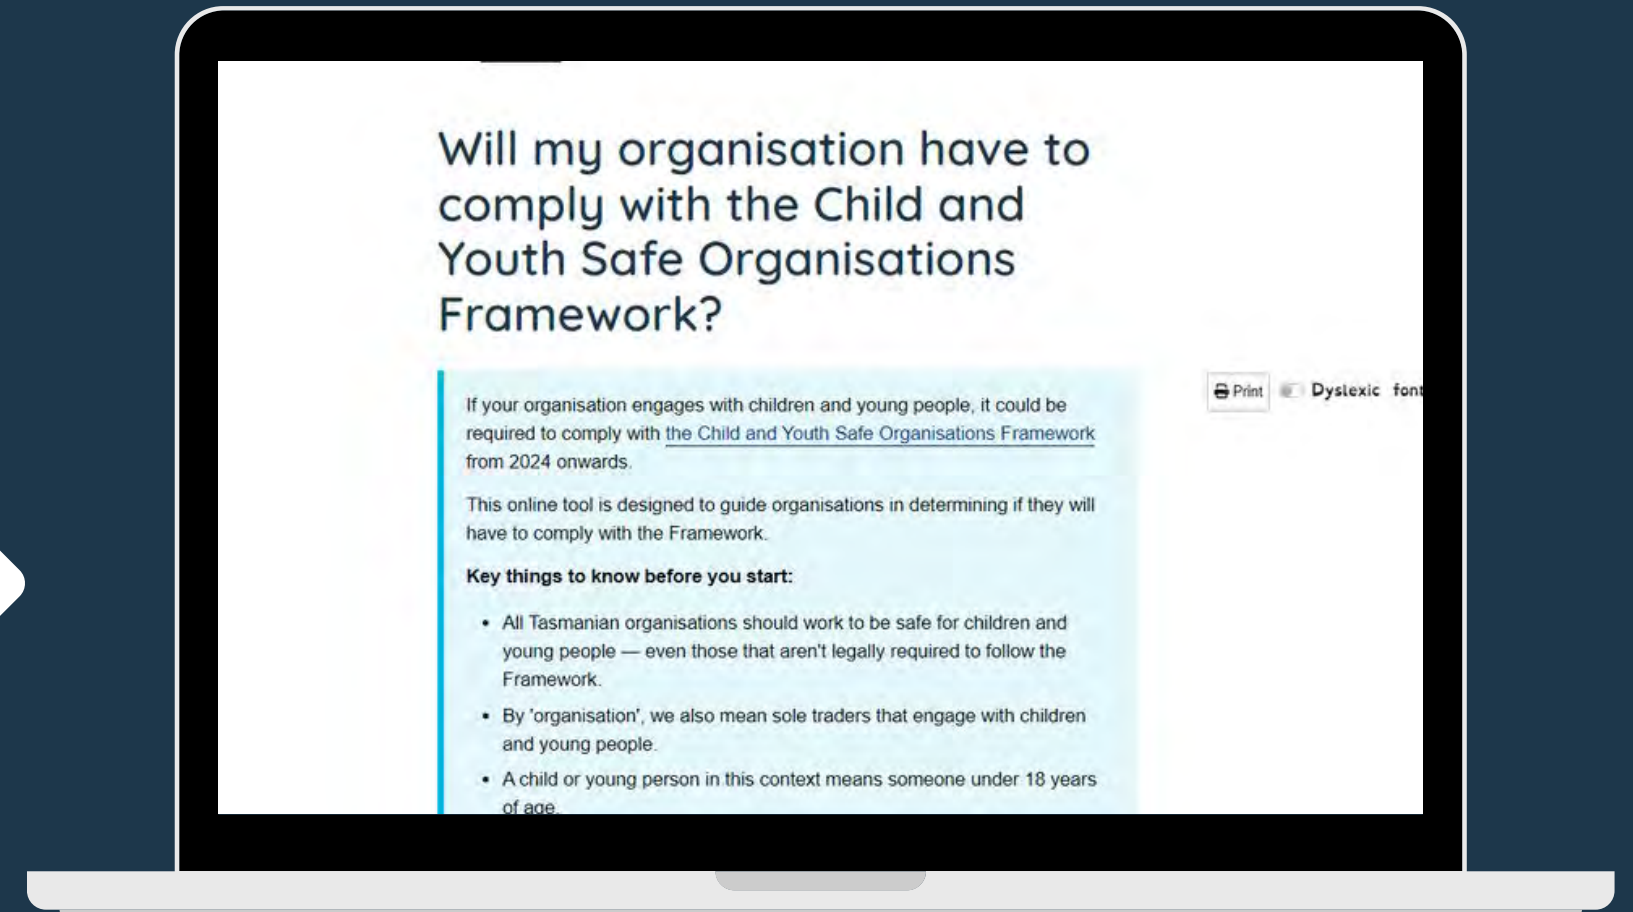 Will my organisation have to
comply with the Child and
Youth Safe Organisations
Framework?
Print Dyslexic font
If your organisation engages with children and young people, it could be
required to comply with the Child and Youth Safe Organisations Framework
from 2024 onwards.
This online tool is designed to guide organisations in determining if they will
have to comply with the Framework.
Key things to know before you start:
• All Tasmanian organisations should work to be safe for children and
young people — even those that aren't legally required to follow the
Framework.
• By 'organisation', we also mean sole traders that engage with children
and young people.
• A child or young person in this context means someone under 18 years
of age.